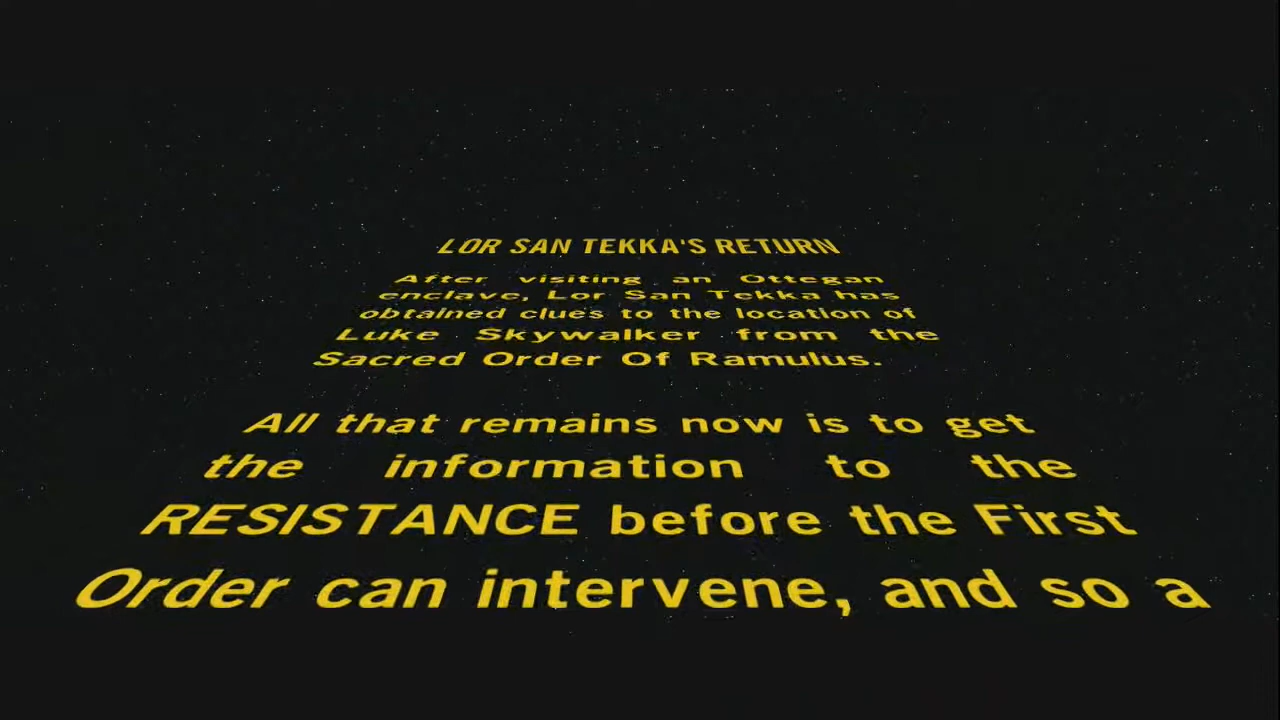 LOR SAN TEKKA'S RETURN
After visiting an Ottegan
enclave, Lor San Tekka has
obtained clues to the location of
Luke Skywalker from the
Sacred Order Of Ramulus.
All that remains now is to get
the information to the
RESISTANCE before the First
Order can intervene, and so a